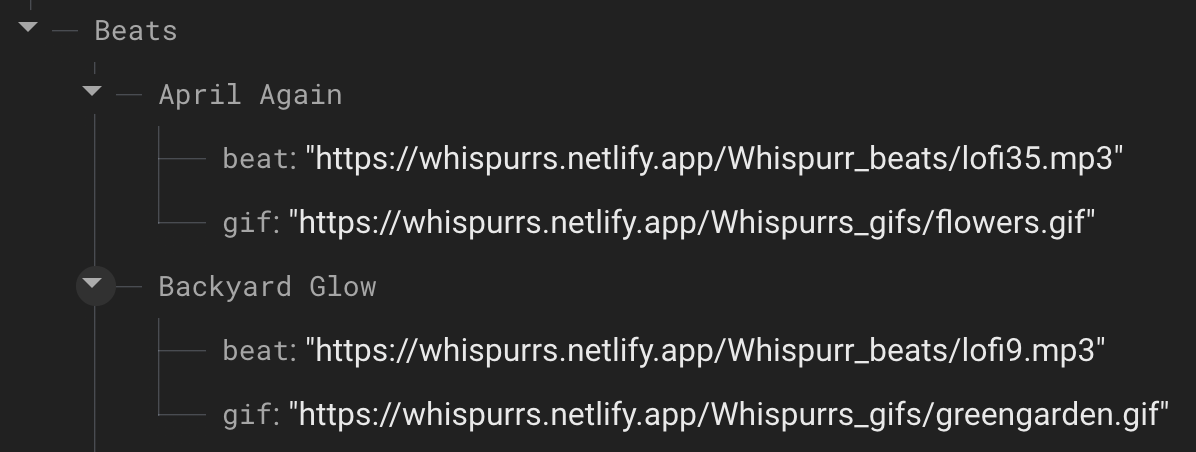 Beats
April Again
beat: "https://whispurrs.netlify.app/Whispurr_beats/lofi35.mp3"
gif: "https://whispurrs.netlify.app/Whispurrs_gifs/flowers.gif"
Backyard Glow
beat: "https://whispurrs.netlify.app/Whispurr_beats/lofi9.mp3"
gif: "https://whispurrs.netlify.app/Whispurrs_gifs/greengarden.gif"